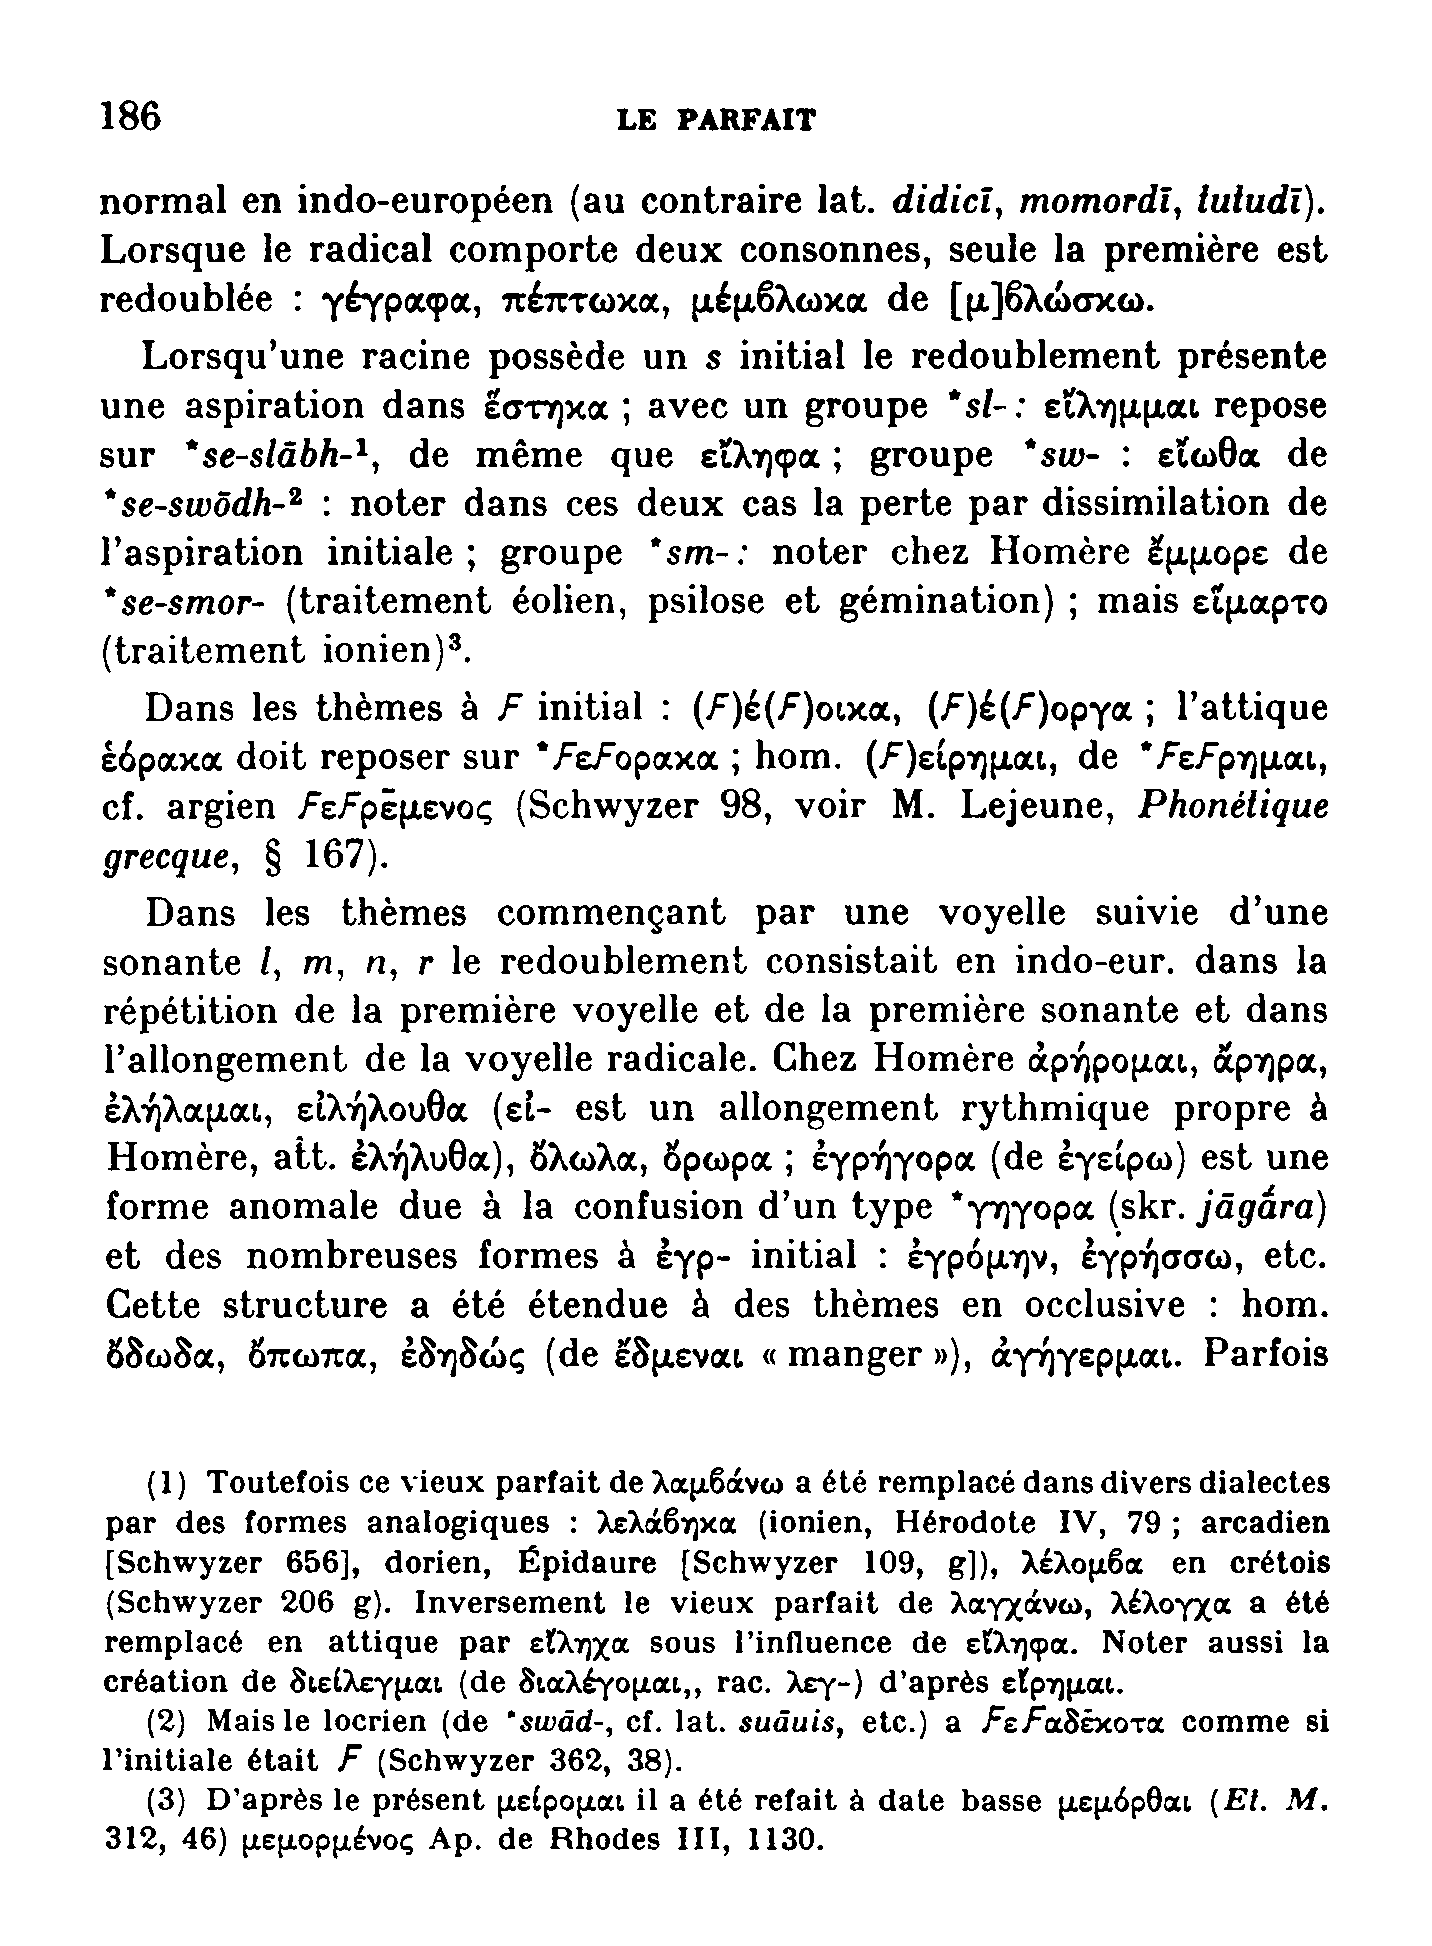 186 LE PARFAIT
normal en indo-européen (au contraire lat. didicī, momordī, tutudī).
Lorsque le radical comporte deux consonnes, seule la première est
redoublée : γέγραφα, πέπτωκα, μέμϐλωκα de [μ]ϐλώσκω.
Lorsqu'une racine possède un s initial le redoublement présente
une aspiration dans ἕστηκα ; avec un groupe *sl- : εἴλημμαι repose
sur *se-slābh-¹, de même que εἴληφα ; groupe *sw- : εἴωθα de
*se-swōdh-² : noter dans ces deux cas la perte par dissimilation de
l'aspiration initiale ; groupe *sm- : noter chez Homère ἔμμορε de
*se-smor- (traitement éolien, psilose et gémination) ; mais εἵμαρτο
(traitement ionien)³.
Dans les thèmes à F initial : (F)έ(F)οικα, (F)έ(F)οργα ; l'attique
ἑόρακα doit reposer sur *FεFορακα ; hom. (F)είρημαι, de *FεFρημαι,
cf. argien FεFρε̄μενος (Schwyzer 98, voir M. Lejeune, Phonétique
grecque, § 167).
Dans les thèmes commençant par une voyelle suivie d'une
sonante l, m, n, r le redoublement consistait en indo-eur. dans la
répétition de la première voyelle et de la première sonante et dans
l'allongement de la voyelle radicale. Chez Homère ἀρήρομαι, ἄρηρα,
ἐλήλαμαι, εἰλήλουθα (εἰ- est un allongement rythmique propre à
Homère, att. ἐλήλυθα), ὄλωλα, ὄρωρα ; ἐγρήγορα (de ἐγείρω) est une
forme anomale due à la confusion d'un type *γηγορα (skr. jāgā́ra)
et des nombreuses formes à ἐγρ- initial : ἐγρόμην, ἐγρήσσω, etc.
Cette structure a été étendue à des thèmes en occlusive : hom.
ὄδωδα, ὄπωπα, ἐδηδώς (de ἔδμεναι « manger »), ἀγήγερμαι. Parfois
(1) Toutefois ce vieux parfait de λαμϐάνω a été remplacé dans divers dialectes
par des formes analogiques : λελάϐηκα (ionien, Hérodote IV, 79 ; arcadien
[Schwyzer 656], dorien, Épidaure [Schwyzer 109, g]), λέλομϐα en crétois
(Schwyzer 206 g). Inversement le vieux parfait de λαγχάνω, λέλογχα a été
remplacé en attique par εἴληχα sous l'influence de εἴληφα. Noter aussi la
création de διείλεγμαι (de διαλέγομαι,, rac. λεγ-) d'après εἴρημαι.
(2) Mais le locrien (de *swād-, cf. lat. suāuis, etc.) a FεFαδε̄κοτα comme si
l'initiale était F (Schwyzer 362, 38).
(3) D'après le présent μείρομαι il a été refait à date basse μεμόρθαι (Et. M.
312, 46) μεμορμένος Ap. de Rhodes III, 1130.